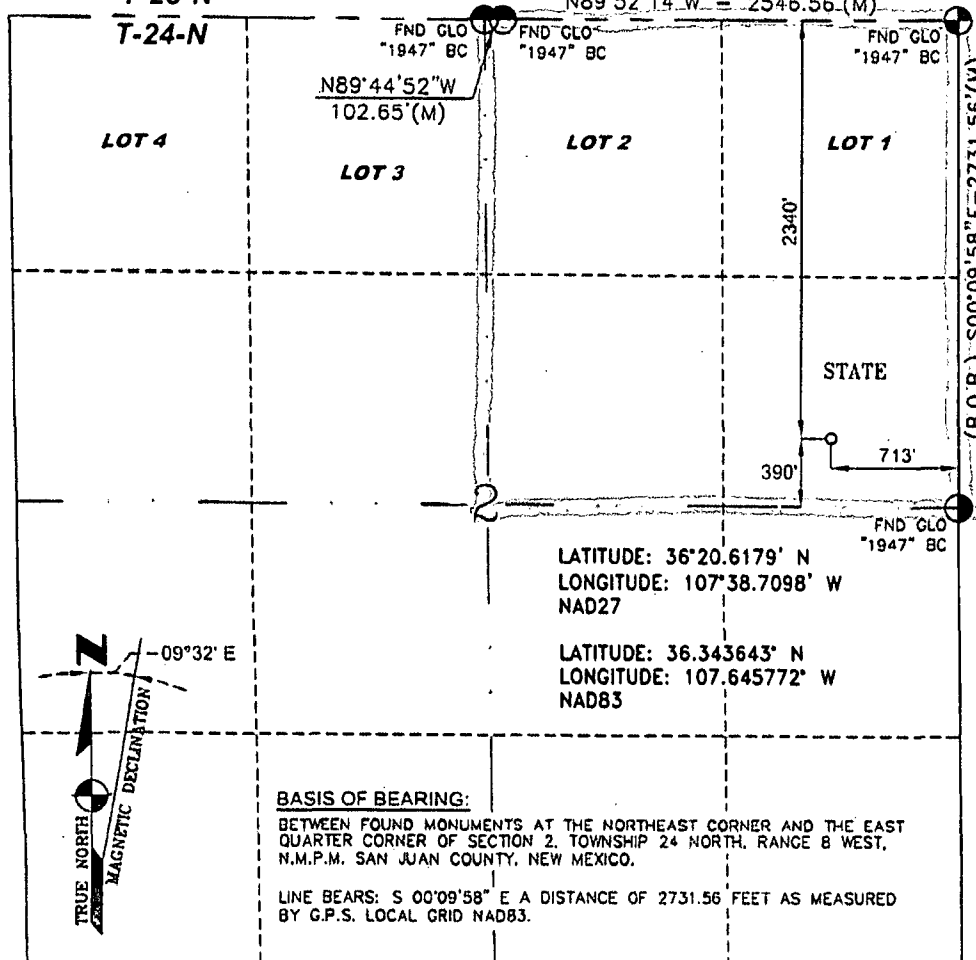 T-24-N
N89°52'14"W = 2546.56'(M)
FND GLO
"1947" BC
FND GLO
"1947" BC
FND GLO
"1947" BC
N89°44'52"W
102.65'(M)
LOT 4
LOT 3
LOT 2
LOT 1
2340'
(B.O.B.) S00°09'58"E=2731.56'(M)
STATE
713'
390'
2
FND GLO
"1947" BC
LATITUDE: 36°20.6179' N
LONGITUDE: 107°38.7098' W
NAD27
LATITUDE: 36.343643° N
LONGITUDE: 107.645772° W
NAD83
N
09°32' E
TRUE NORTH
MAGNETIC DECLINATION
BASIS OF BEARING:
BETWEEN FOUND MONUMENTS AT THE NORTHEAST CORNER AND THE EAST
QUARTER CORNER OF SECTION 2, TOWNSHIP 24 NORTH, RANGE 8 WEST,
N.M.P.M. SAN JUAN COUNTY, NEW MEXICO.
LINE BEARS: S 00°09'58" E A DISTANCE OF 2731.56 FEET AS MEASURED
BY G.P.S. LOCAL GRID NAD83.